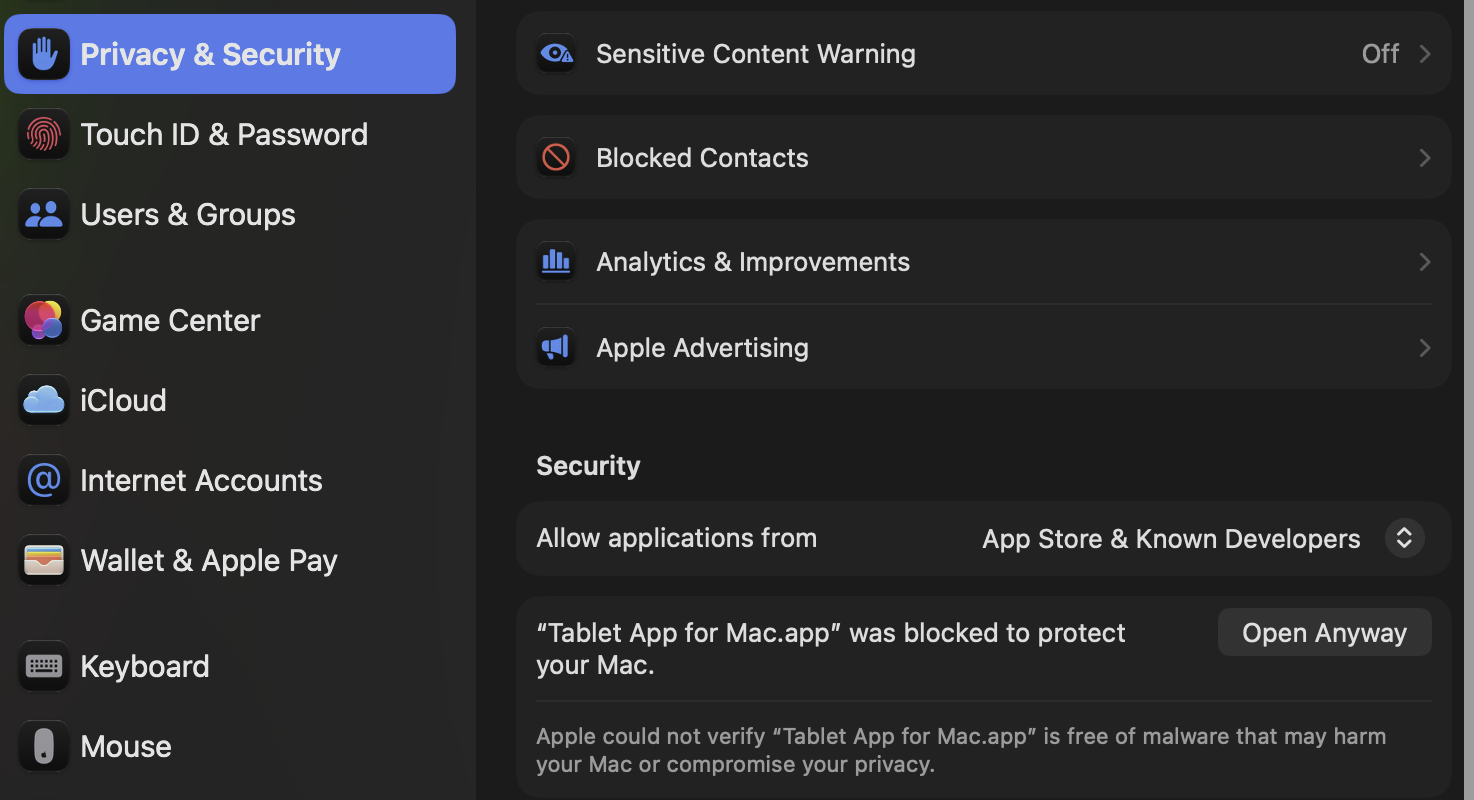 Privacy & Security
Touch ID & Password
Users & Groups
Game Center
iCloud
Internet Accounts
Wallet & Apple Pay
Keyboard
Mouse
Sensitive Content Warning
Off
Blocked Contacts
Analytics & Improvements
Apple Advertising
Security
Allow applications from
App Store & Known Developers
“Tablet App for Mac.app” was blocked to protect
your Mac.
Open Anyway
Apple could not verify “Tablet App for Mac.app” is free of malware that may harm
your Mac or compromise your privacy.